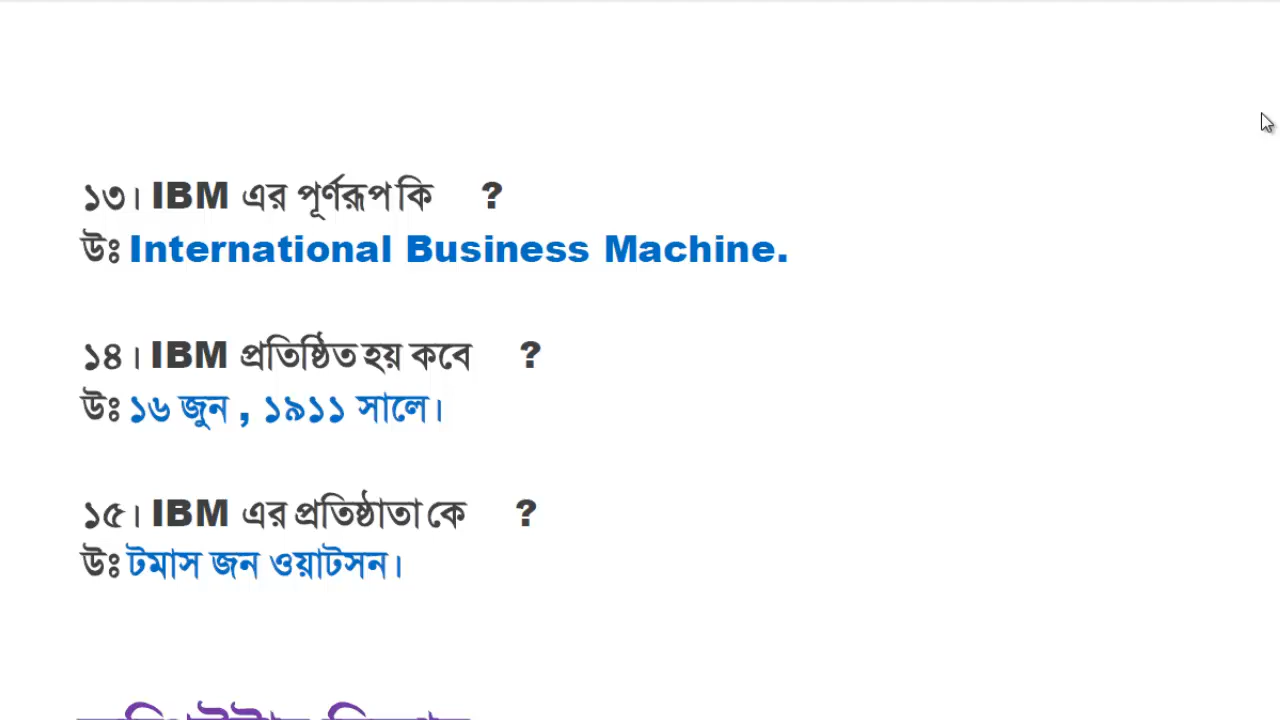 ১৩। IBM এর পূর্ণরূপ কি ?
উঃ International Business Machine.
১৪। IBM প্রতিষ্ঠিত হয় কবে ?
উঃ ১৬ জুন , ১৯১১ সালে।
১৫। IBM এর প্রতিষ্ঠাতা কে ?
উঃ টমাস জন ওয়াটসন।